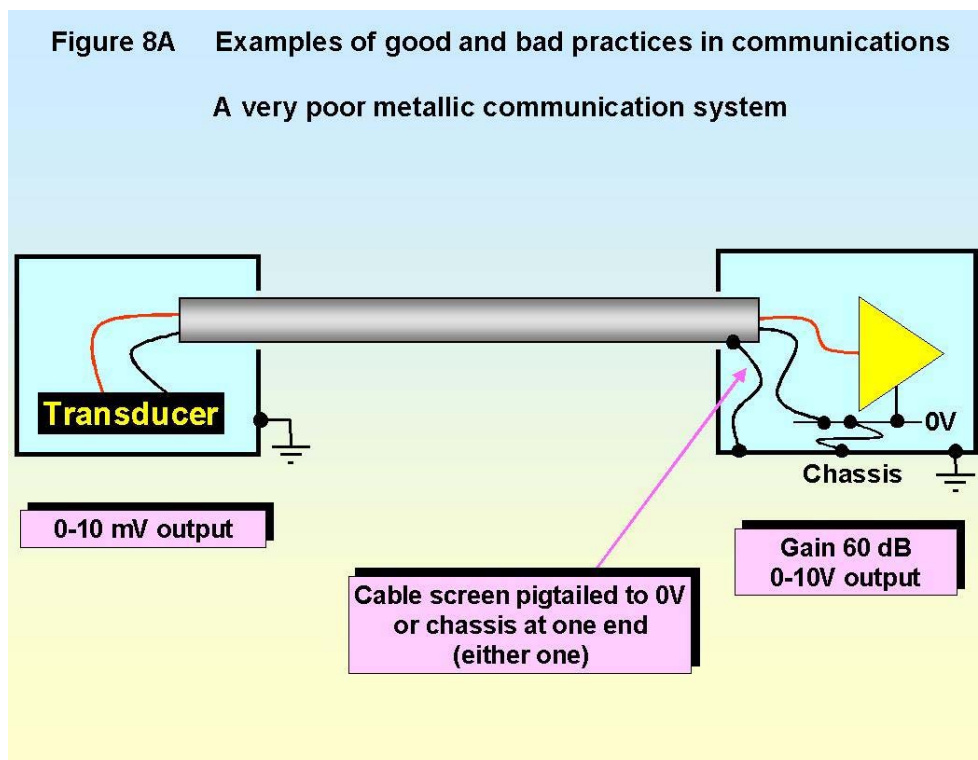 Figure 8A Examples of good and bad practices in communications
A very poor metallic communication system
Transducer
0V
Chassis
0-10 mV output
Gain 60 dB
0-10V output
Cable screen pigtailed to 0V
or chassis at one end
(either one)